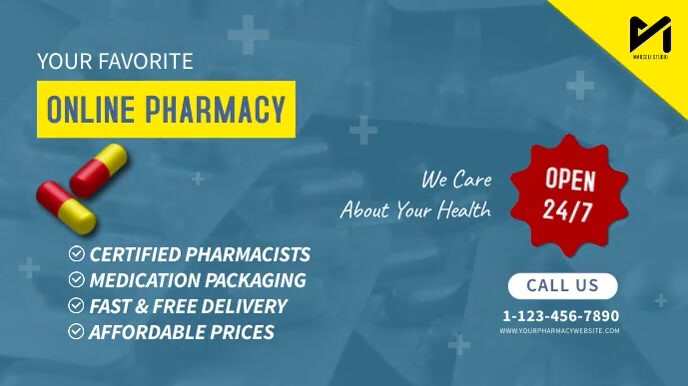 YOUR FAVORITE
ONLINE PHARMACY
CERTIFIED PHARMACISTS
MEDICATION PACKAGING
FAST & FREE DELIVERY
AFFORDABLE PRICES
We Care
About Your Health
OPEN
24/7
CALL US
1-123-456-7890
WWW.YOURPHARMACYWEBSITE.COM